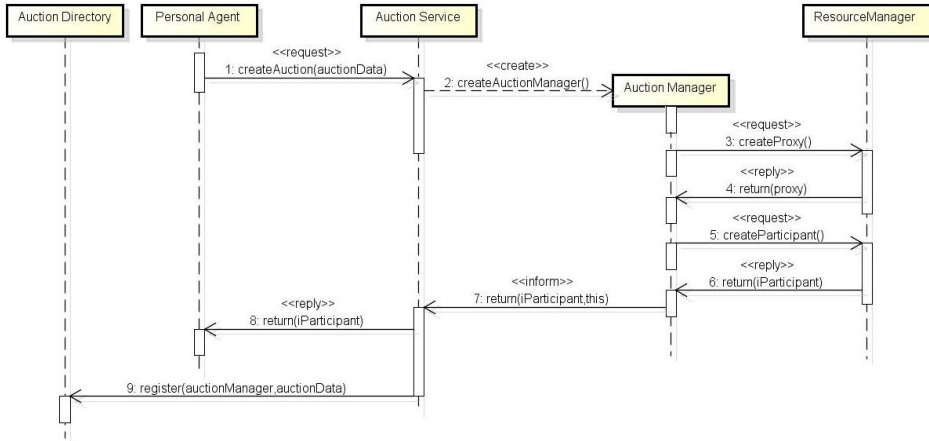 Auction Directory
Personal Agent
Auction Service
ResourceManager
<<request>>
1: createAuction(auctionData)
<<create>>
2: createAuctionManager()
Auction Manager
<<request>>
3: createProxy()
<<reply>>
4: return(proxy)
<<request>>
5: createParticipant()
<<reply>>
6: return(iParticipant)
<<inform>>
7: return(iParticipant,this)
<<reply>>
8: return(iParticipant)
9: register(auctionManager,auctionData)